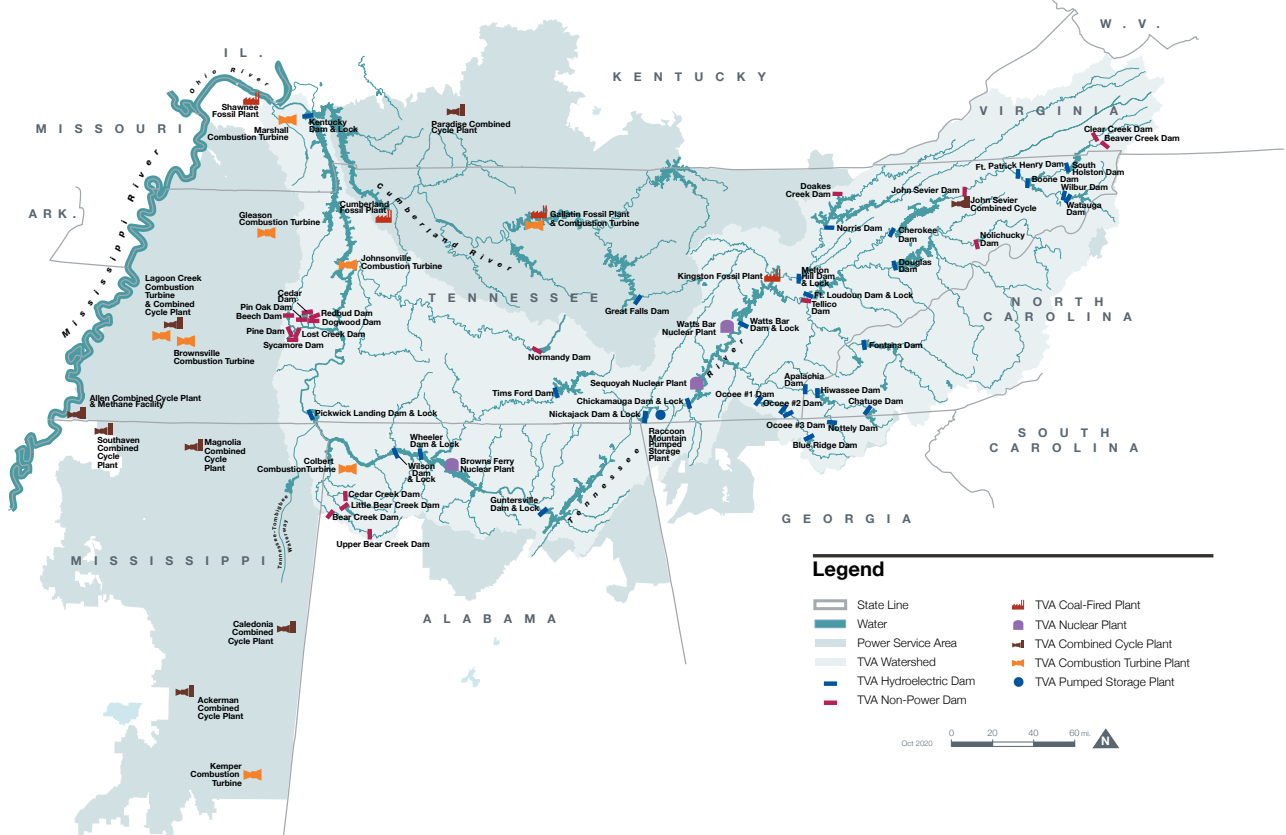 W. V.
IL.
KENTUCKY
Ohio River
VIRGINIA
MISSOURI
Shawnee
Fossil Plant
Marshall
Combustion Turbine
Kentucky
Dam & Lock
Paradise Combined
Cycle Plant
Clear Creek Dam
Beaver Creek Dam
Mississippi River
Ft. Patrick Henry Dam
South
Holston Dam
Boone Dam
Wilbur Dam
Watauga
Dam
Doakes
Creek Dam
John Sevier Dam
John Sevier
Combined Cycle
ARK.
Cumberland
Fossil Plant
Cumberland River
Gleason
Combustion Turbine
Gallatin Fossil Plant
& Combustion Turbine
Norris Dam
Cherokee
Dam
Nolichucky
Dam
Johnsonville
Combustion Turbine
Douglas
Dam
Kingston Fossil Plant
Melton
Hill Dam
& Lock
Lagoon Creek
Combustion
Turbine
& Combined
Cycle Plant
Cedar
Dam
Pin Oak Dam
Beech Dam
Redbud Dam
Dogwood Dam
TENNESSEE
Ft. Loudoun Dam & Lock
Tellico
Dam
NORTH
CAROLINA
Great Falls Dam
Pine Dam
Lost Creek Dam
Sycamore Dam
Watts Bar
Nuclear Plant
Watts Bar
Dam & Lock
Mississippi River
Brownsville
Combustion Turbine
Normandy Dam
Fontana Dam
Tennessee River
Sequoyah Nuclear Plant
Apalachia
Dam
Hiwassee Dam
Tims Ford Dam
Chickamauga Dam & Lock
Ocoee #1 Dam
Ocoee #2 Dam
Chatuge Dam
Allen Combined Cycle Plant
& Methane Facility
Pickwick Landing Dam & Lock
Nickajack Dam & Lock
Ocoee #3 Dam
Nottely Dam
Blue Ridge Dam
Southaven
Combined
Cycle
Plant
Magnolia
Combined
Cycle
Plant
Raccoon
Mountain
Pumped
Storage
Plant
SOUTH
CAROLINA
Wheeler
Dam & Lock
Colbert
CombustionTurbine
Wilson
Dam
& Lock
Browns Ferry
Nuclear Plant
Cedar Creek Dam
Little Bear Creek Dam
Bear Creek Dam
Guntersville
Dam & Lock
Upper Bear Creek Dam
Tennessee-Tombigbee
Waterway
GEORGIA
MISSISSIPPI
ALABAMA
Caledonia
Combined
Cycle Plant
Ackerman
Combined
Cycle Plant
Kemper
Combustion
Turbine
Legend
State Line
Water
Power Service Area
TVA Watershed
TVA Hydroelectric Dam
TVA Non-Power Dam
TVA Coal-Fired Plant
TVA Nuclear Plant
TVA Combined Cycle Plant
TVA Combustion Turbine Plant
TVA Pumped Storage Plant
Oct 2020
0 20 40 60 mi.
N